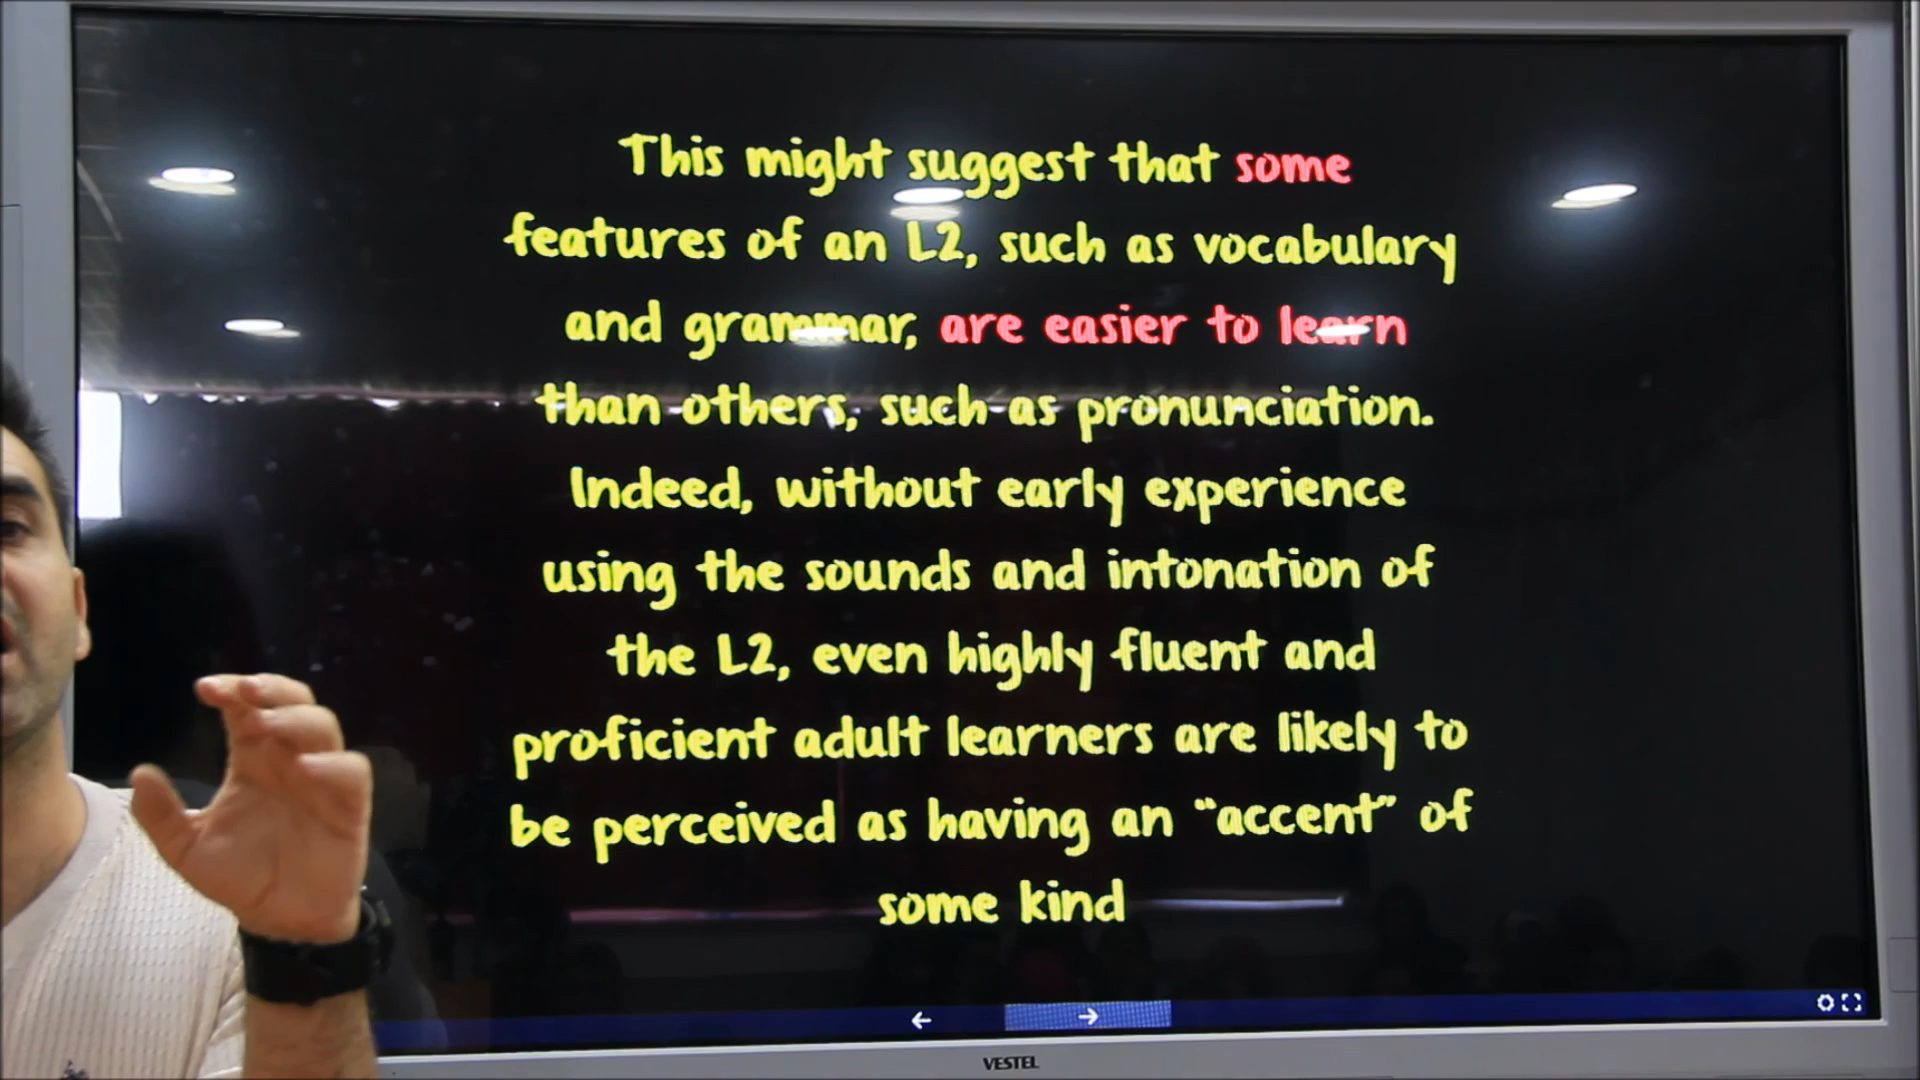 This might suggest that some
features of an L2, such as vocabulary
and grammar, are easier to learn
than others, such as pronunciation.
Indeed, without early experience
using the sounds and intonation of
the L2, even highly fluent and
proficient adult learners are likely to
be perceived as having an “accent” of
some kind
VESTEL